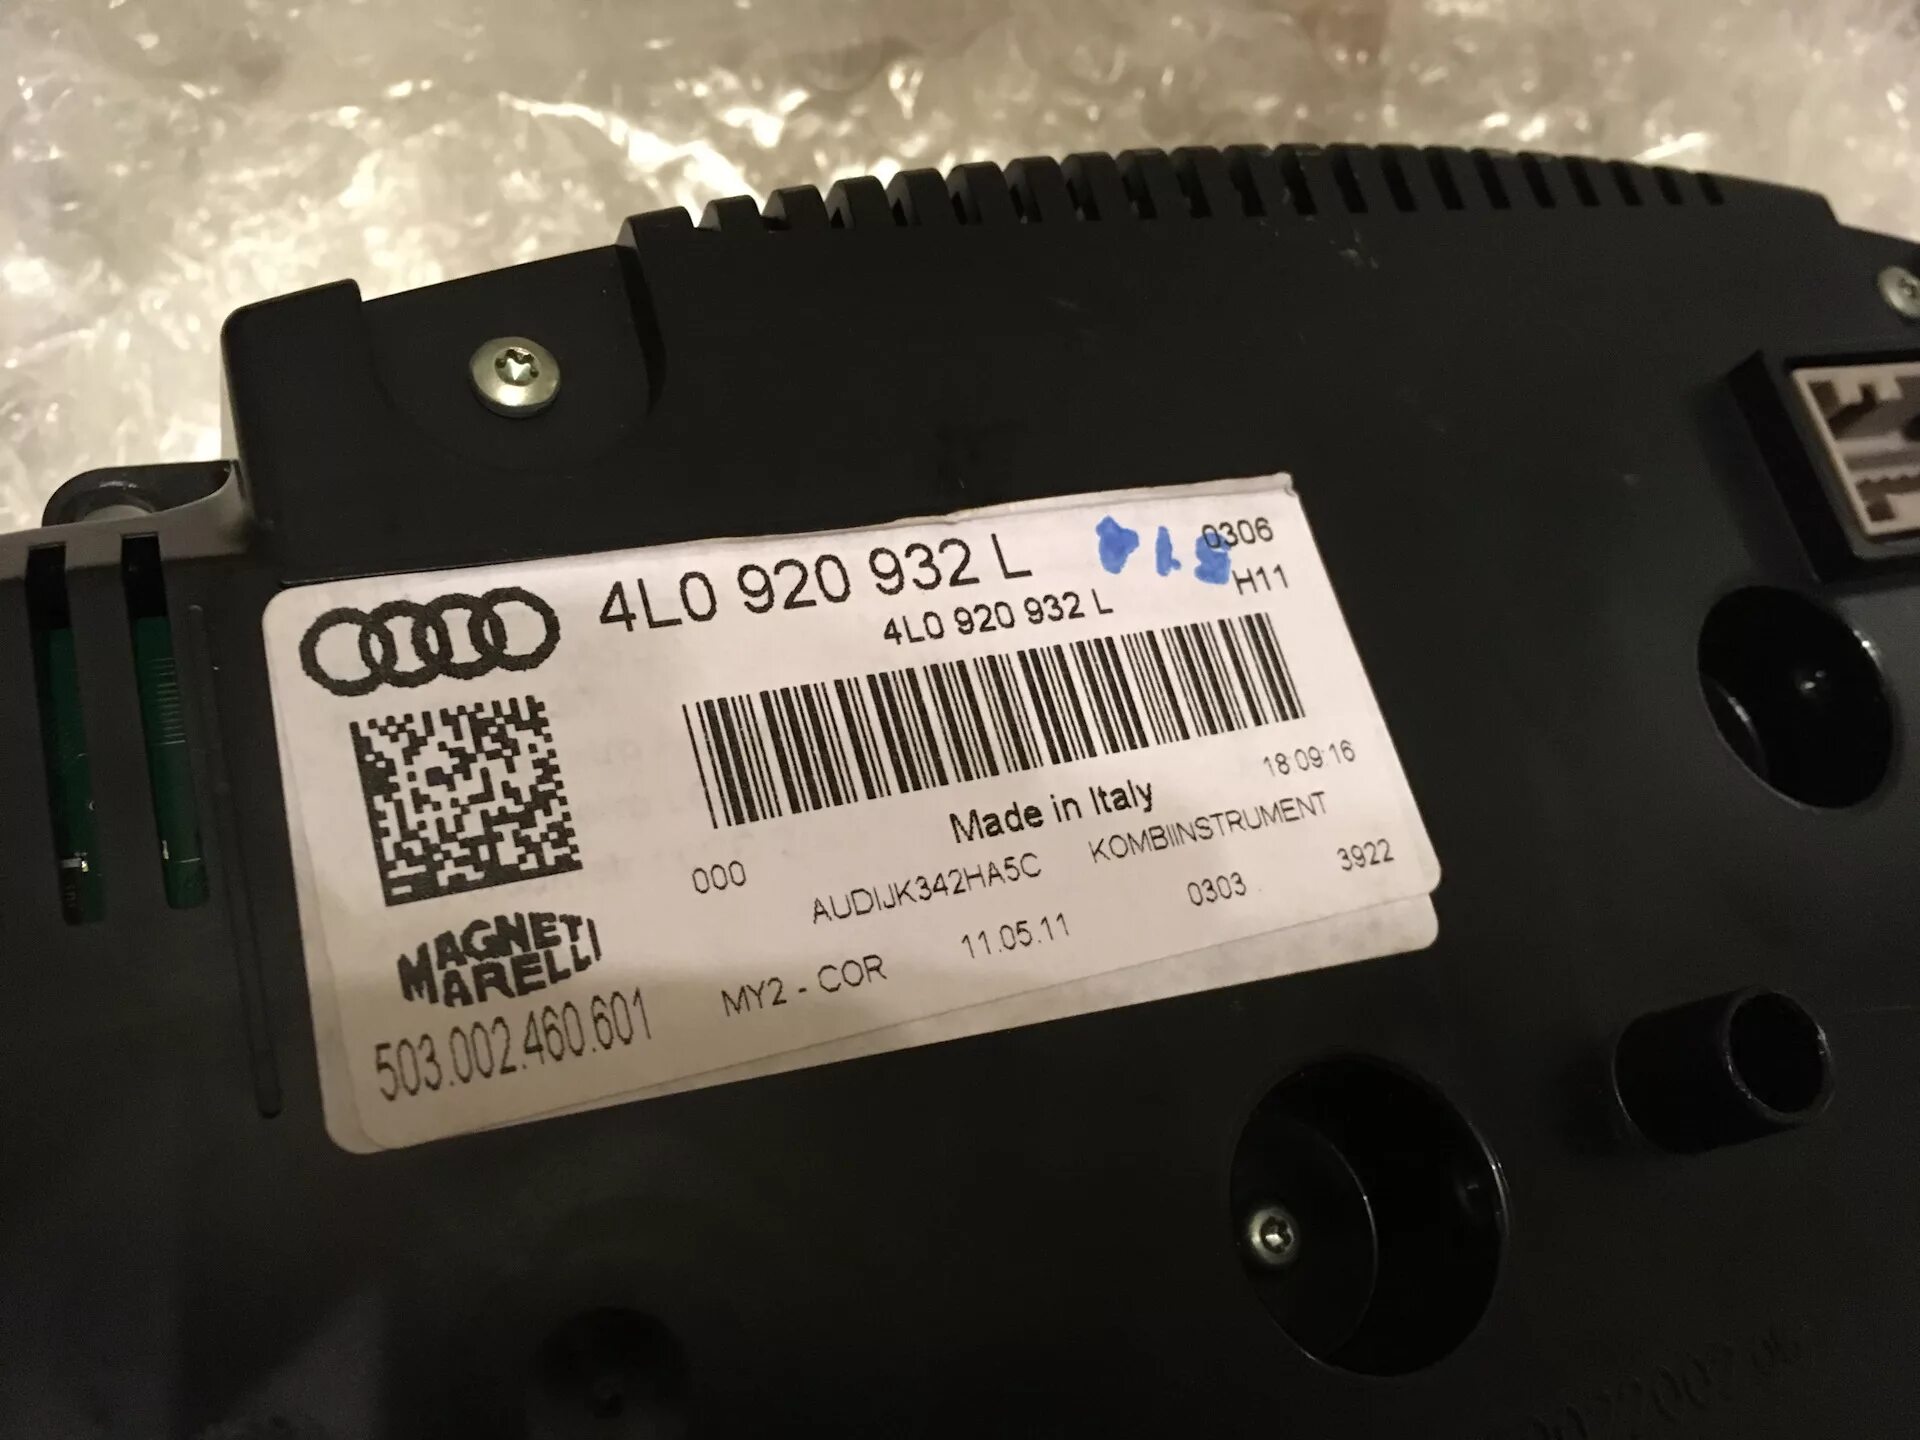 4L0 920 932 L
0306
4L0 920 932 L
H11
18:09:16
Made in Italy
000
AUDIJK342HA5C
KOMBIINSTRUMENT
MAGNETI
MARELLI
MY2 - COR
11.05.11
0303
3922
503.002.460.601